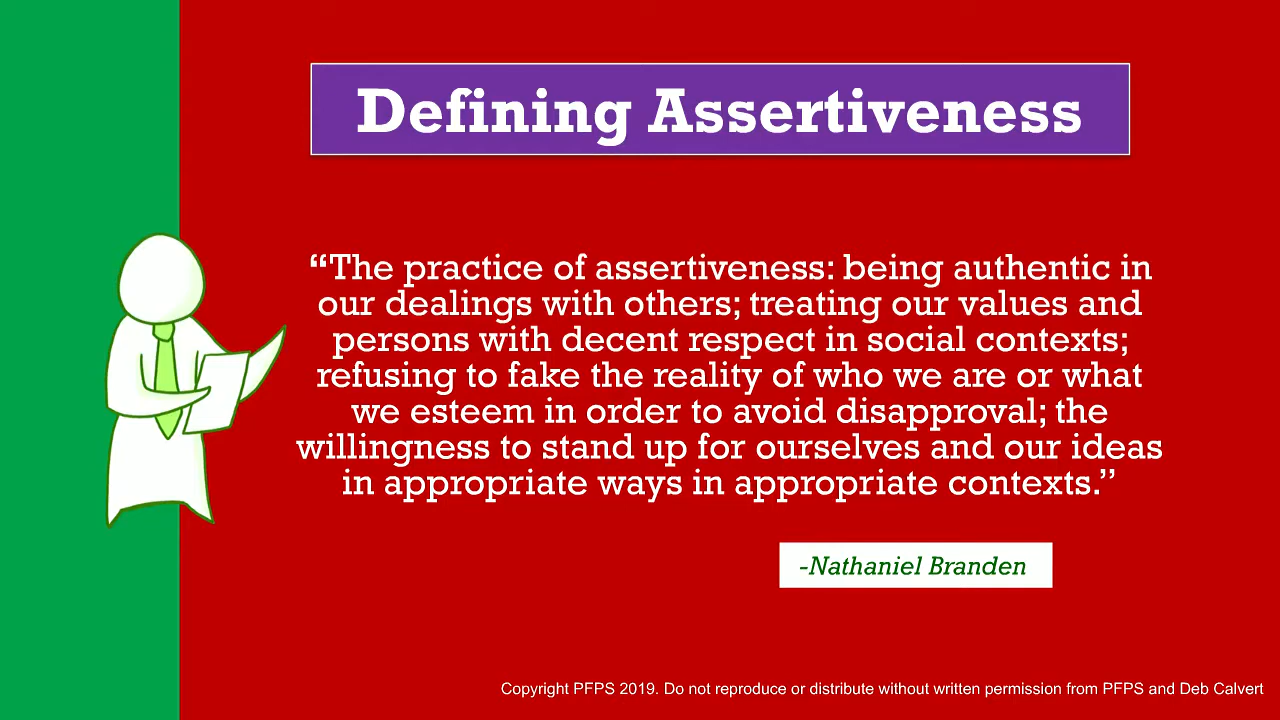 Defining Assertiveness
“The practice of assertiveness: being authentic in
our dealings with others; treating our values and
persons with decent respect in social contexts;
refusing to fake the reality of who we are or what
we esteem in order to avoid disapproval; the
willingness to stand up for ourselves and our ideas
in appropriate ways in appropriate contexts.”
-Nathaniel Branden
Copyright PFPS 2019. Do not reproduce or distribute without written permission from PFPS and Deb Calvert